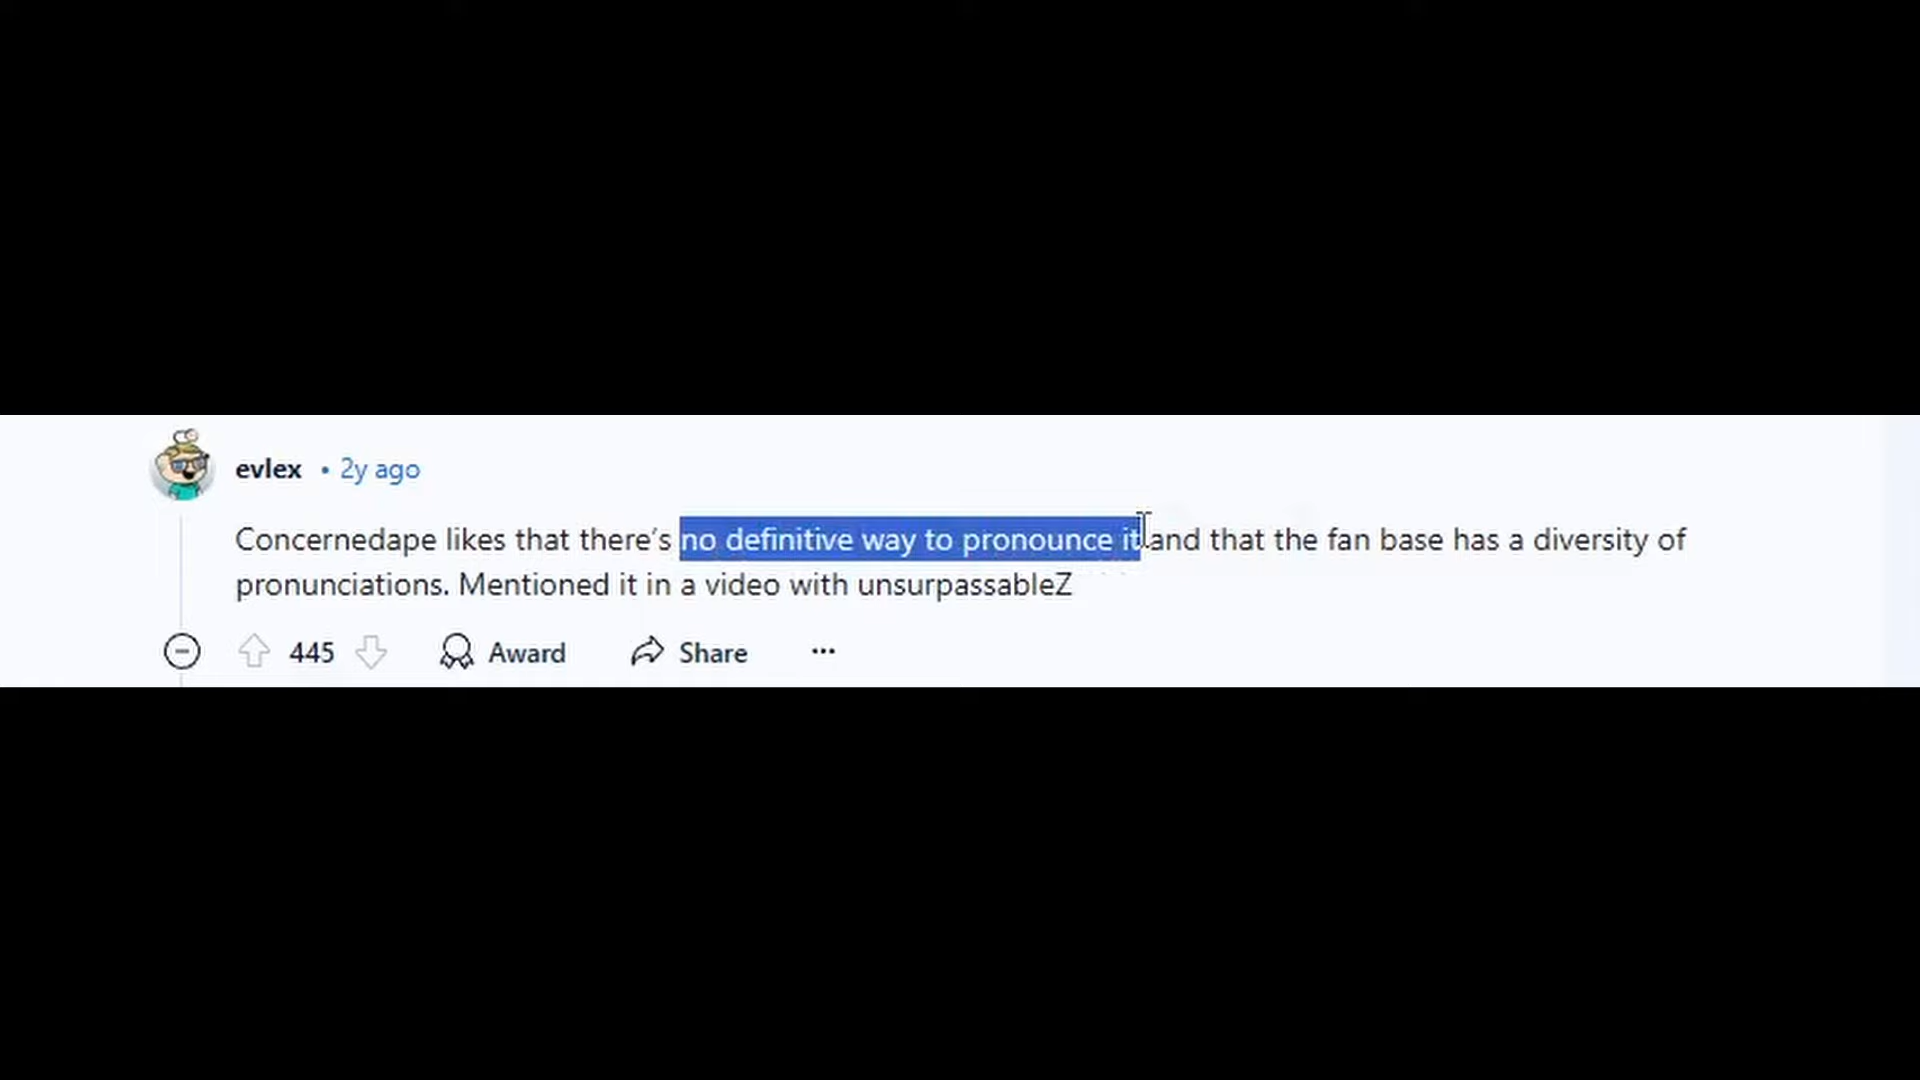 evlex • 2y ago
Concernedape likes that there's no definitive way to pronounce it and that the fan base has a diversity of
pronunciations. Mentioned it in a video with unsurpassableZ
445 Award Share ...